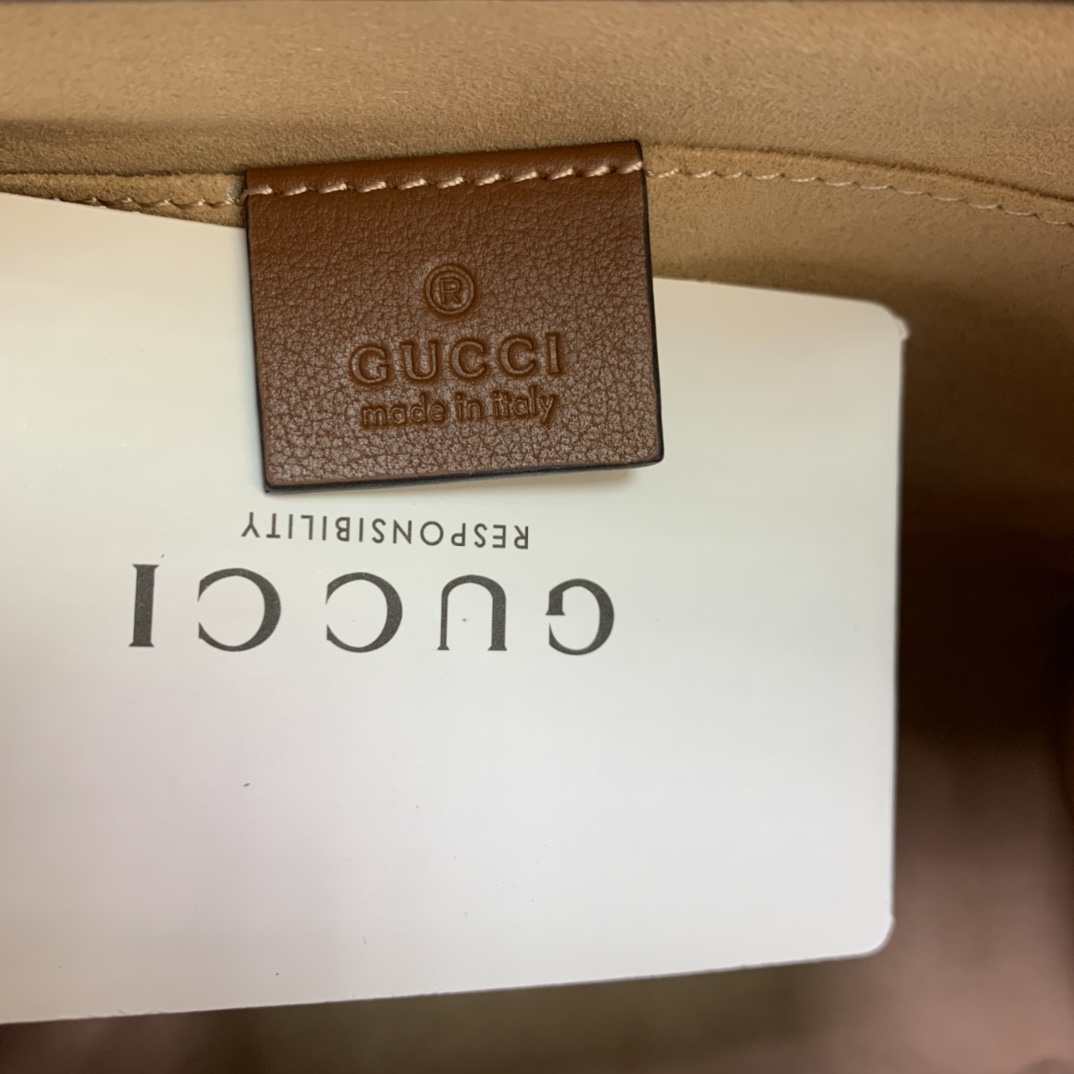 ®
GUCCI
made in italy
GUCCI
RESPONSIBILITY